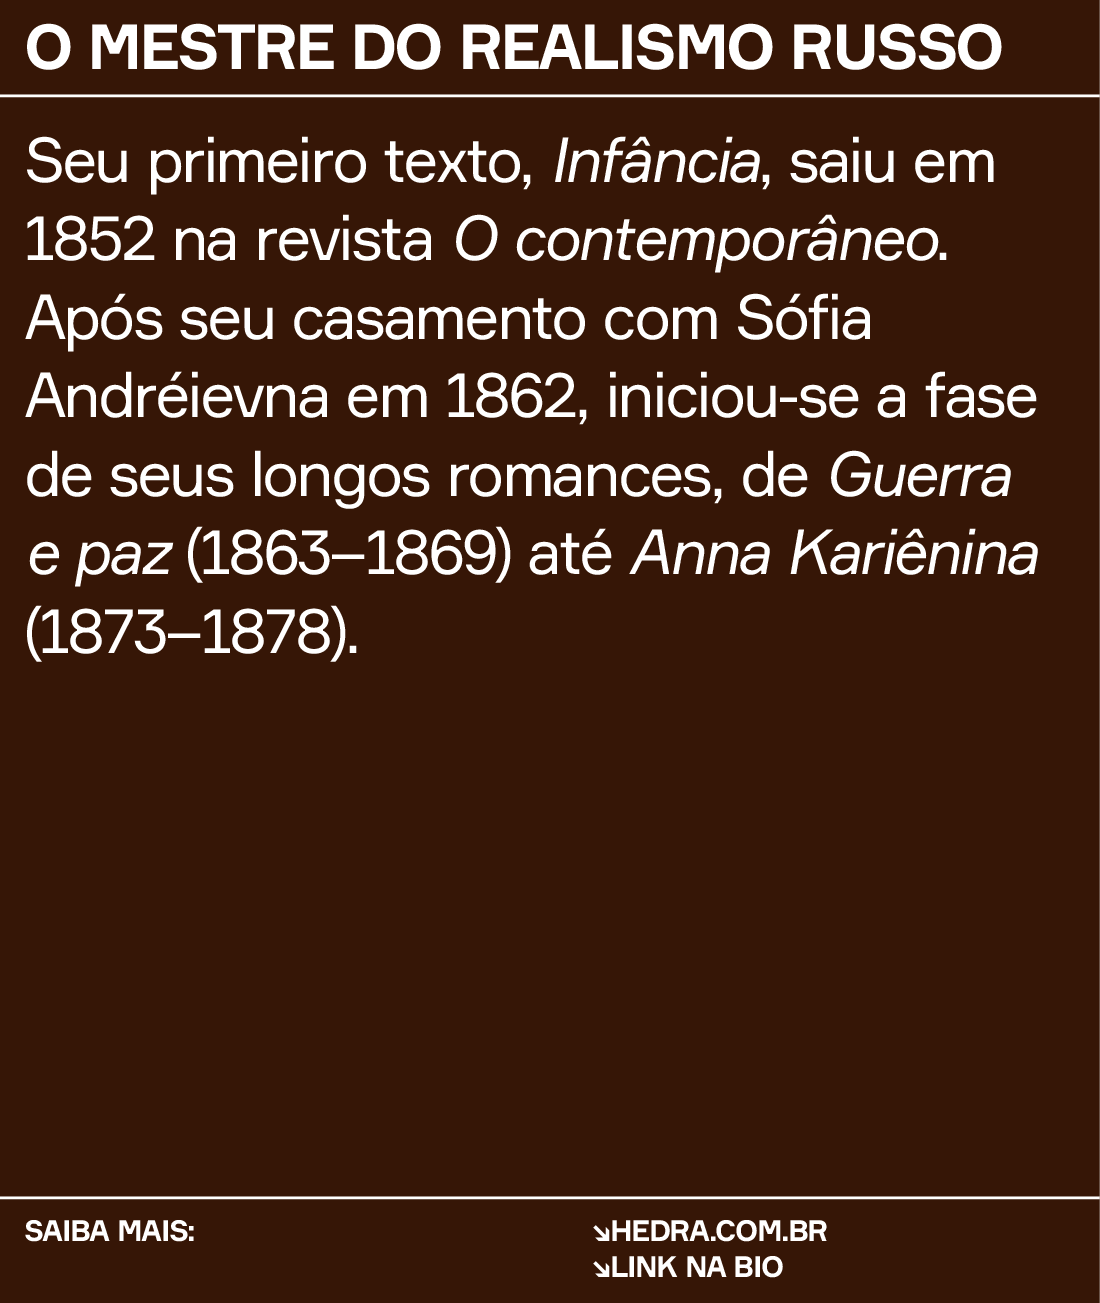 O MESTRE DO REALISMO RUSSO
Seu primeiro texto, Infância, saiu em
1852 na revista O contemporâneo.
Após seu casamento com Sófia
Andréievna em 1862, iniciou-se a fase
de seus longos romances, de Guerra
e paz (1863–1869) até Anna Kariênina
(1873–1878).
SAIBA MAIS:
↘HEDRA.COM.BR
↘LINK NA BIO